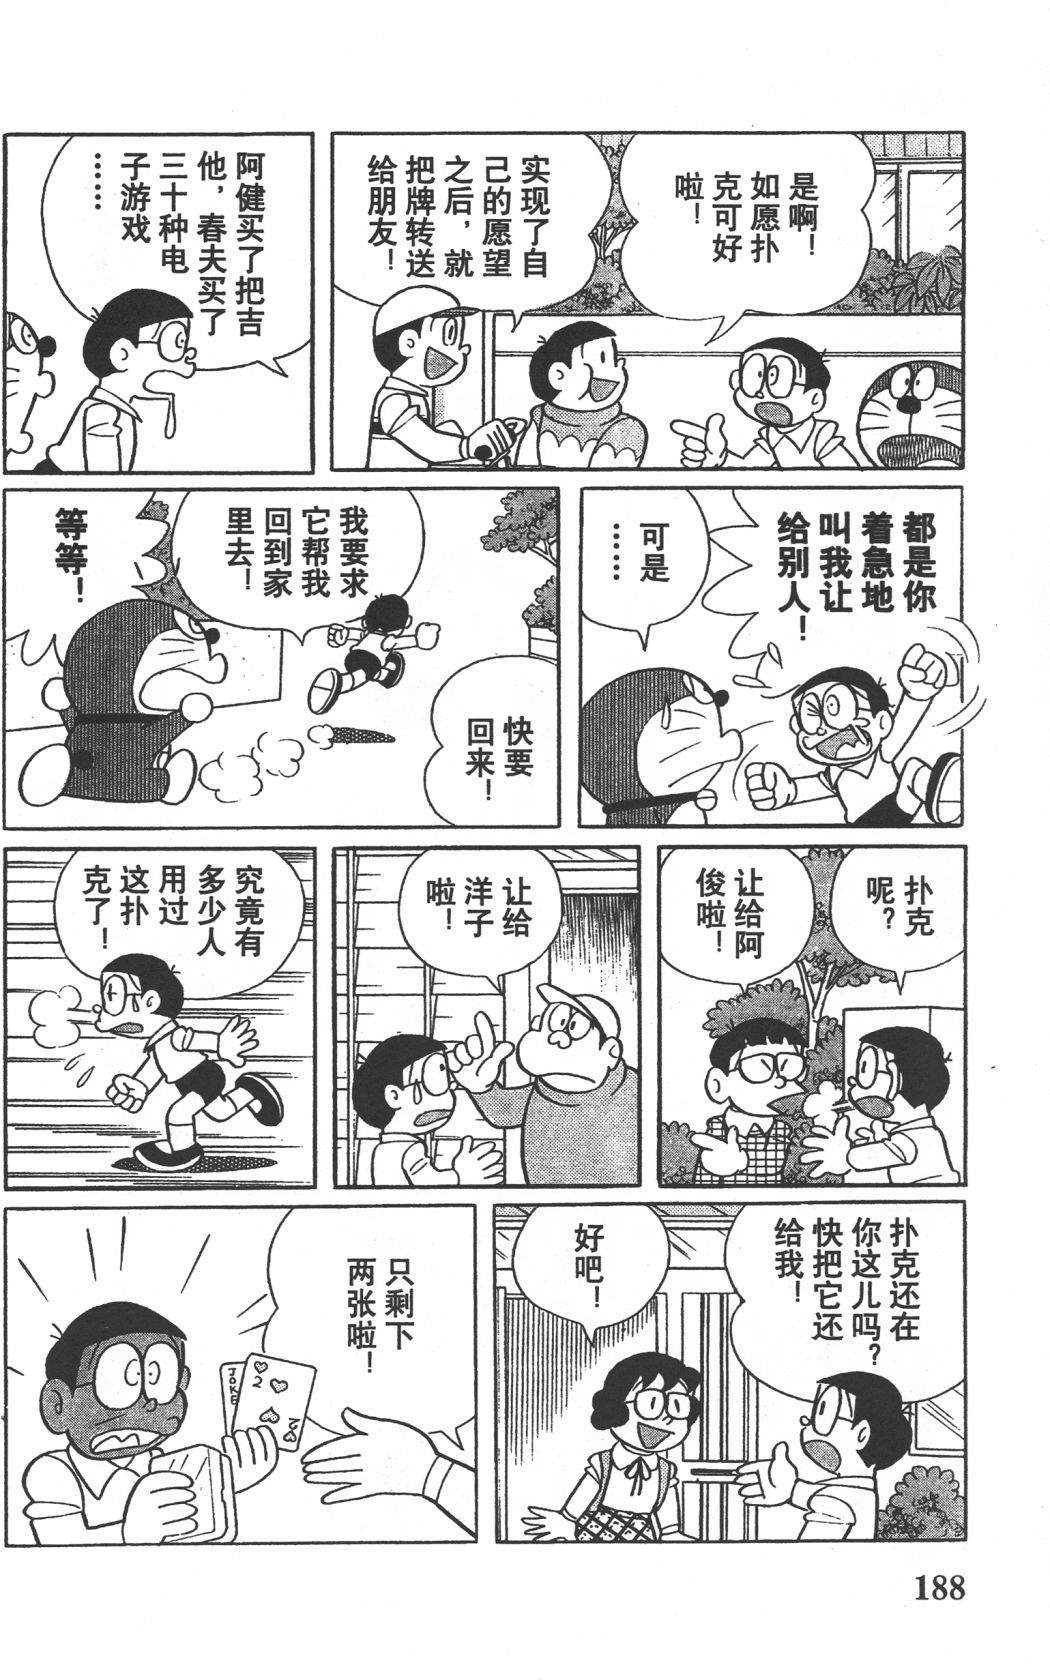 是啊！
如愿扑
克可好
啦！
实现了自
己的愿望
之后，就
把牌转送
给朋友！
阿健买了把吉
他，春夫买了
三十种电
子游戏
……
都是你
着急地
叫我让
给别人！
可是
……
快要
回来！
我要求
它帮我
回到家
里去！
等等！
扑克
呢？
让给阿
俊啦！
让给
洋子
啦！
究竟有
多少人
用过
这扑
克了！
扑克还在
你这儿吗？
快把它还
给我！
好吧！
只剩下
两张啦！
JOKE
2
2
188